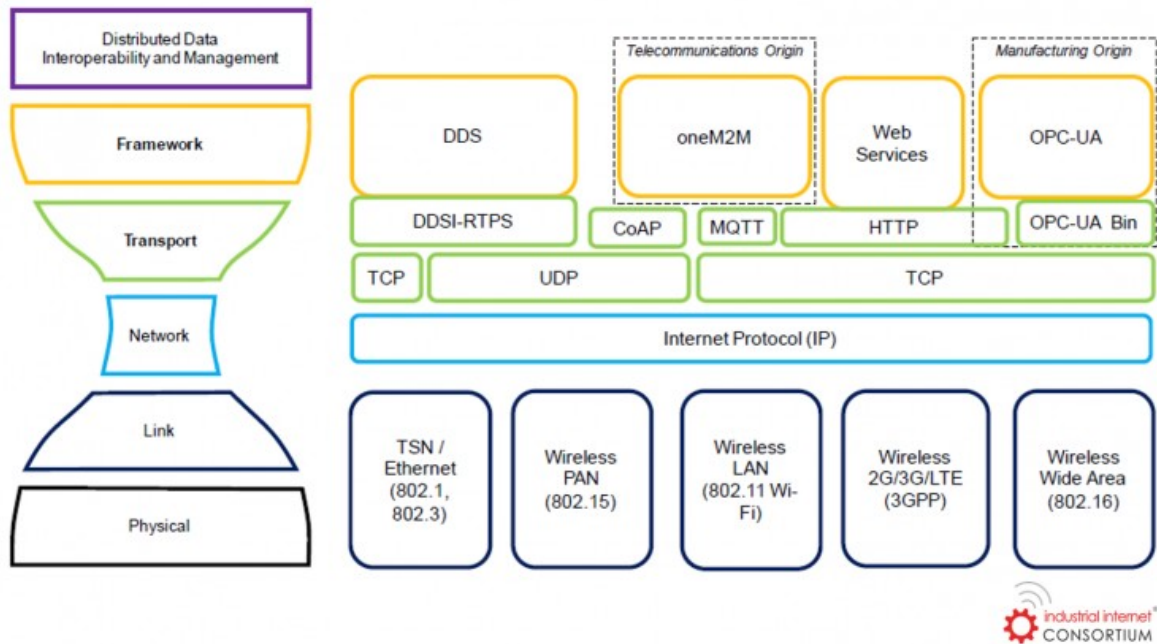 Distributed Data
Interoperability and Management
Framework
Transport
Network
Link
Physical
Telecommunications Origin
Manufacturing Origin
DDS
oneM2M
Web
Services
OPC-UA
DDSI-RTPS
CoAP
MQTT
HTTP
OPC-UA Bin
TCP
UDP
TCP
Internet Protocol (IP)
TSN /
Ethernet
(802.1,
802.3)
Wireless
PAN
(802.15)
Wireless
LAN
(802.11 Wi-
Fi)
Wireless
2G/3G/LTE
(3GPP)
Wireless
Wide Area
(802.16)
industrial internet®
CONSORTIUM